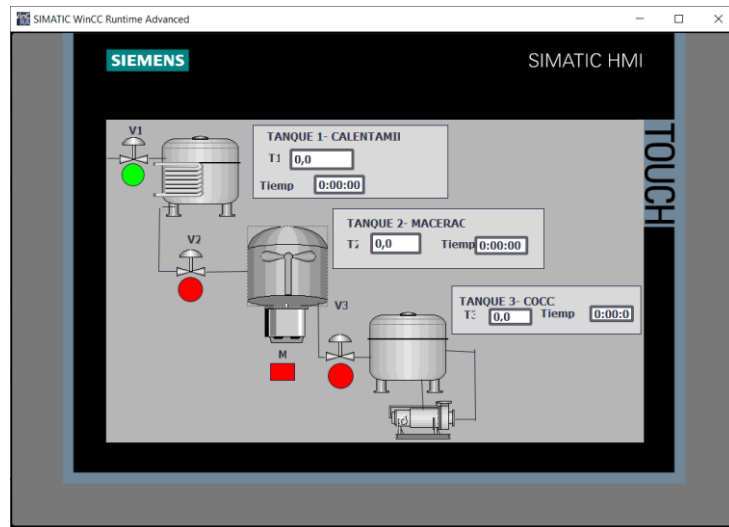 SIMATIC WinCC Runtime Advanced
SIEMENS
SIMATIC HMI
TOUCH
V1
TANQUE 1- CALENTAMII
T1 0,0
Tiemp 0:00:00
V2
TANQUE 2- MACERAC
T2 0,0 Tiemp 0:00:00
V3
TANQUE 3- COCC
T3 0,0 Tiemp 0:00:0
M